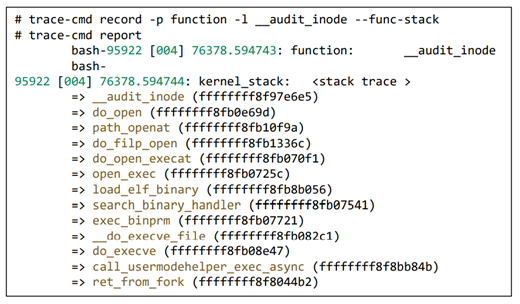 # trace-cmd record -p function -l __audit_inode --func-stack
# trace-cmd report
bash-95922 [004] 76378.594743: function: __audit_inode
bash-
95922 [004] 76378.594744: kernel_stack: <stack trace >
=> __audit_inode (ffffffff8f97e6e5)
=> do_open (ffffffff8fb0e69d)
=> path_openat (ffffffff8fb10f9a)
=> do_filp_open (ffffffff8fb1336c)
=> do_open_execat (ffffffff8fb070f1)
=> open_exec (ffffffff8fb0725c)
=> load_elf_binary (ffffffff8fb8b056)
=> search_binary_handler (ffffffff8fb07541)
=> exec_binprm (ffffffff8fb07721)
=> __do_execve_file (ffffffff8fb082c1)
=> do_execve (ffffffff8fb08e47)
=> call_usermodehelper_exec_async (ffffffff8f8bb84b)
=> ret_from_fork (ffffffff8f8044b2)